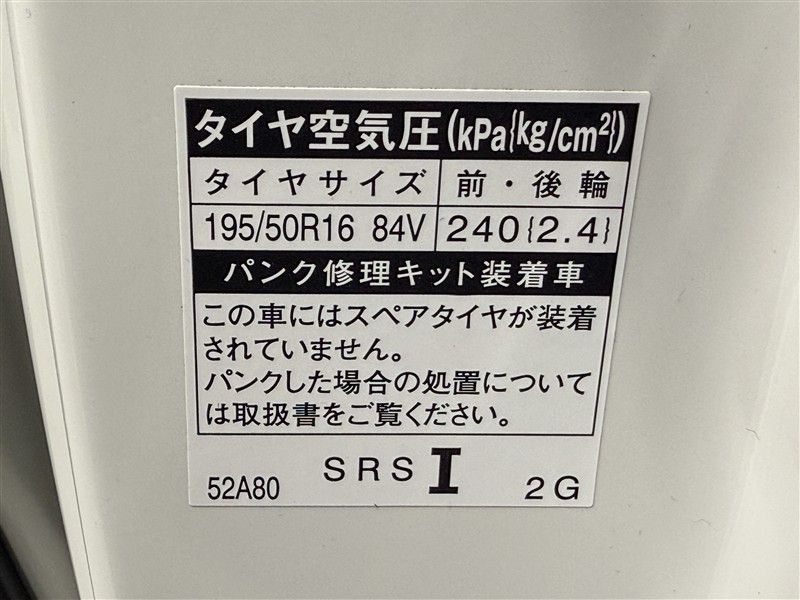 タイヤ空気圧(kPa{kg/cm²})
タイヤサイズ 前・後輪
195/50R16 84V 240{2.4}
パンク修理キット装着車
この車にはスペアタイヤが装着
されていません。
パンクした場合の処置について
は取扱書をご覧ください。
52A80 SRS I 2G